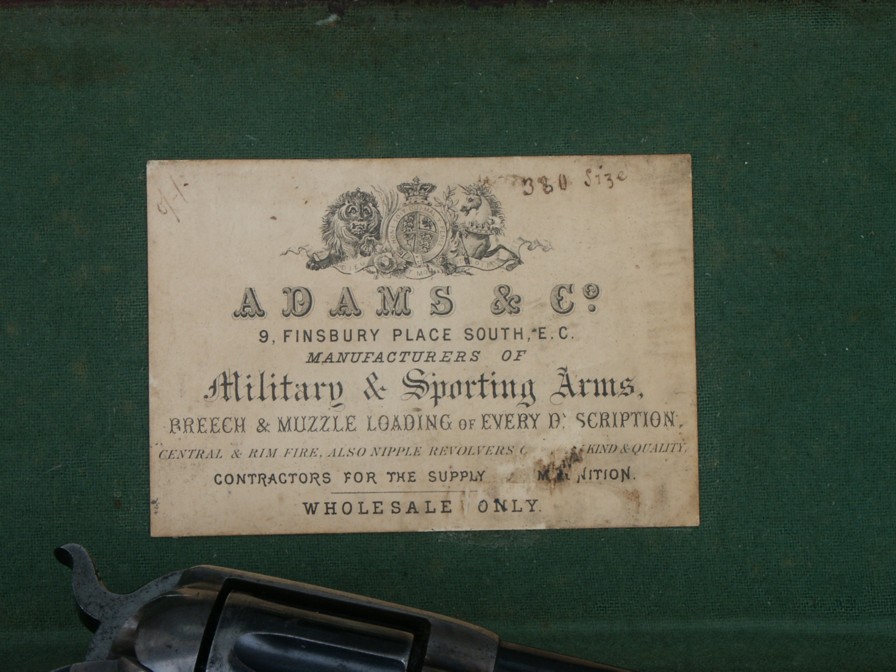 380 Size
ADAMS & Co
9, FINSBURY PLACE SOUTH, E.C.
MANUFACTURERS OF
Military & Sporting Arms,
BREECH & MUZZLE LOADING OF EVERY D SCRIPTION,
CENTRAL & RIM FIRE, ALSO NIPPLE REVOLVERS KIND & QUALITY.
CONTRACTORS FOR THE SUPPLY
WHOLESALE ONLY.